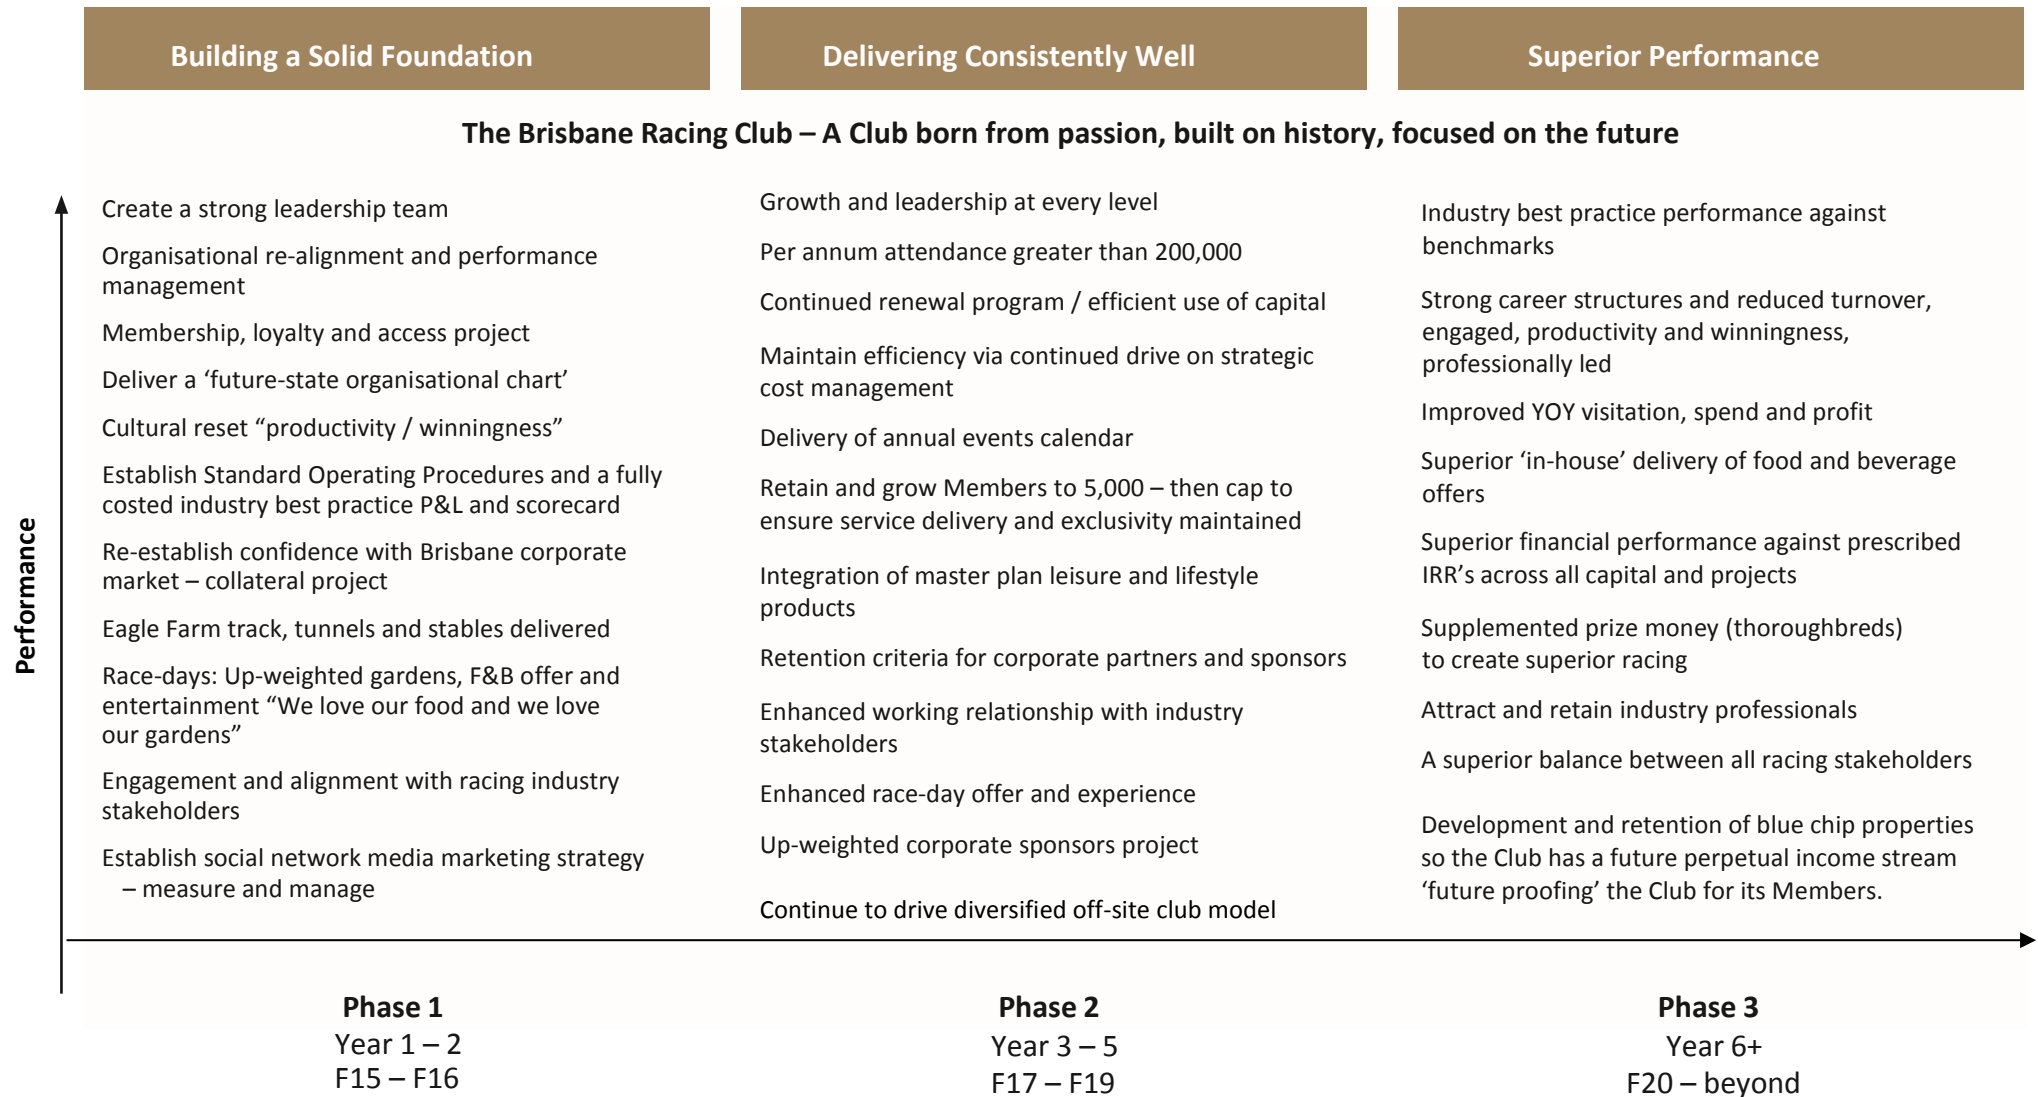 Building a Solid Foundation
Delivering Consistently Well
Superior Performance
The Brisbane Racing Club – A Club born from passion, built on history, focused on the future
Performance
Create a strong leadership team
Organisational re-alignment and performance
management
Membership, loyalty and access project
Deliver a ‘future-state organisational chart’
Cultural reset “productivity / winningness”
Establish Standard Operating Procedures and a fully
costed industry best practice P&L and scorecard
Re-establish confidence with Brisbane corporate
market – collateral project
Eagle Farm track, tunnels and stables delivered
Race-days: Up-weighted gardens, F&B offer and
entertainment “We love our food and we love
our gardens”
Engagement and alignment with racing industry
stakeholders
Establish social network media marketing strategy
– measure and manage
Growth and leadership at every level
Per annum attendance greater than 200,000
Continued renewal program / efficient use of capital
Maintain efficiency via continued drive on strategic
cost management
Delivery of annual events calendar
Retain and grow Members to 5,000 – then cap to
ensure service delivery and exclusivity maintained
Integration of master plan leisure and lifestyle
products
Retention criteria for corporate partners and sponsors
Enhanced working relationship with industry
stakeholders
Enhanced race-day offer and experience
Up-weighted corporate sponsors project
Continue to drive diversified off-site club model
Industry best practice performance against
benchmarks
Strong career structures and reduced turnover,
engaged, productivity and winningness,
professionally led
Improved YOY visitation, spend and profit
Superior ‘in-house’ delivery of food and beverage
offers
Superior financial performance against prescribed
IRR’s across all capital and projects
Supplemented prize money (thoroughbreds)
to create superior racing
Attract and retain industry professionals
A superior balance between all racing stakeholders
Development and retention of blue chip properties
so the Club has a future perpetual income stream
‘future proofing’ the Club for its Members.
Phase 1
Year 1 – 2
F15 – F16
Phase 2
Year 3 – 5
F17 – F19
Phase 3
Year 6+
F20 – beyond